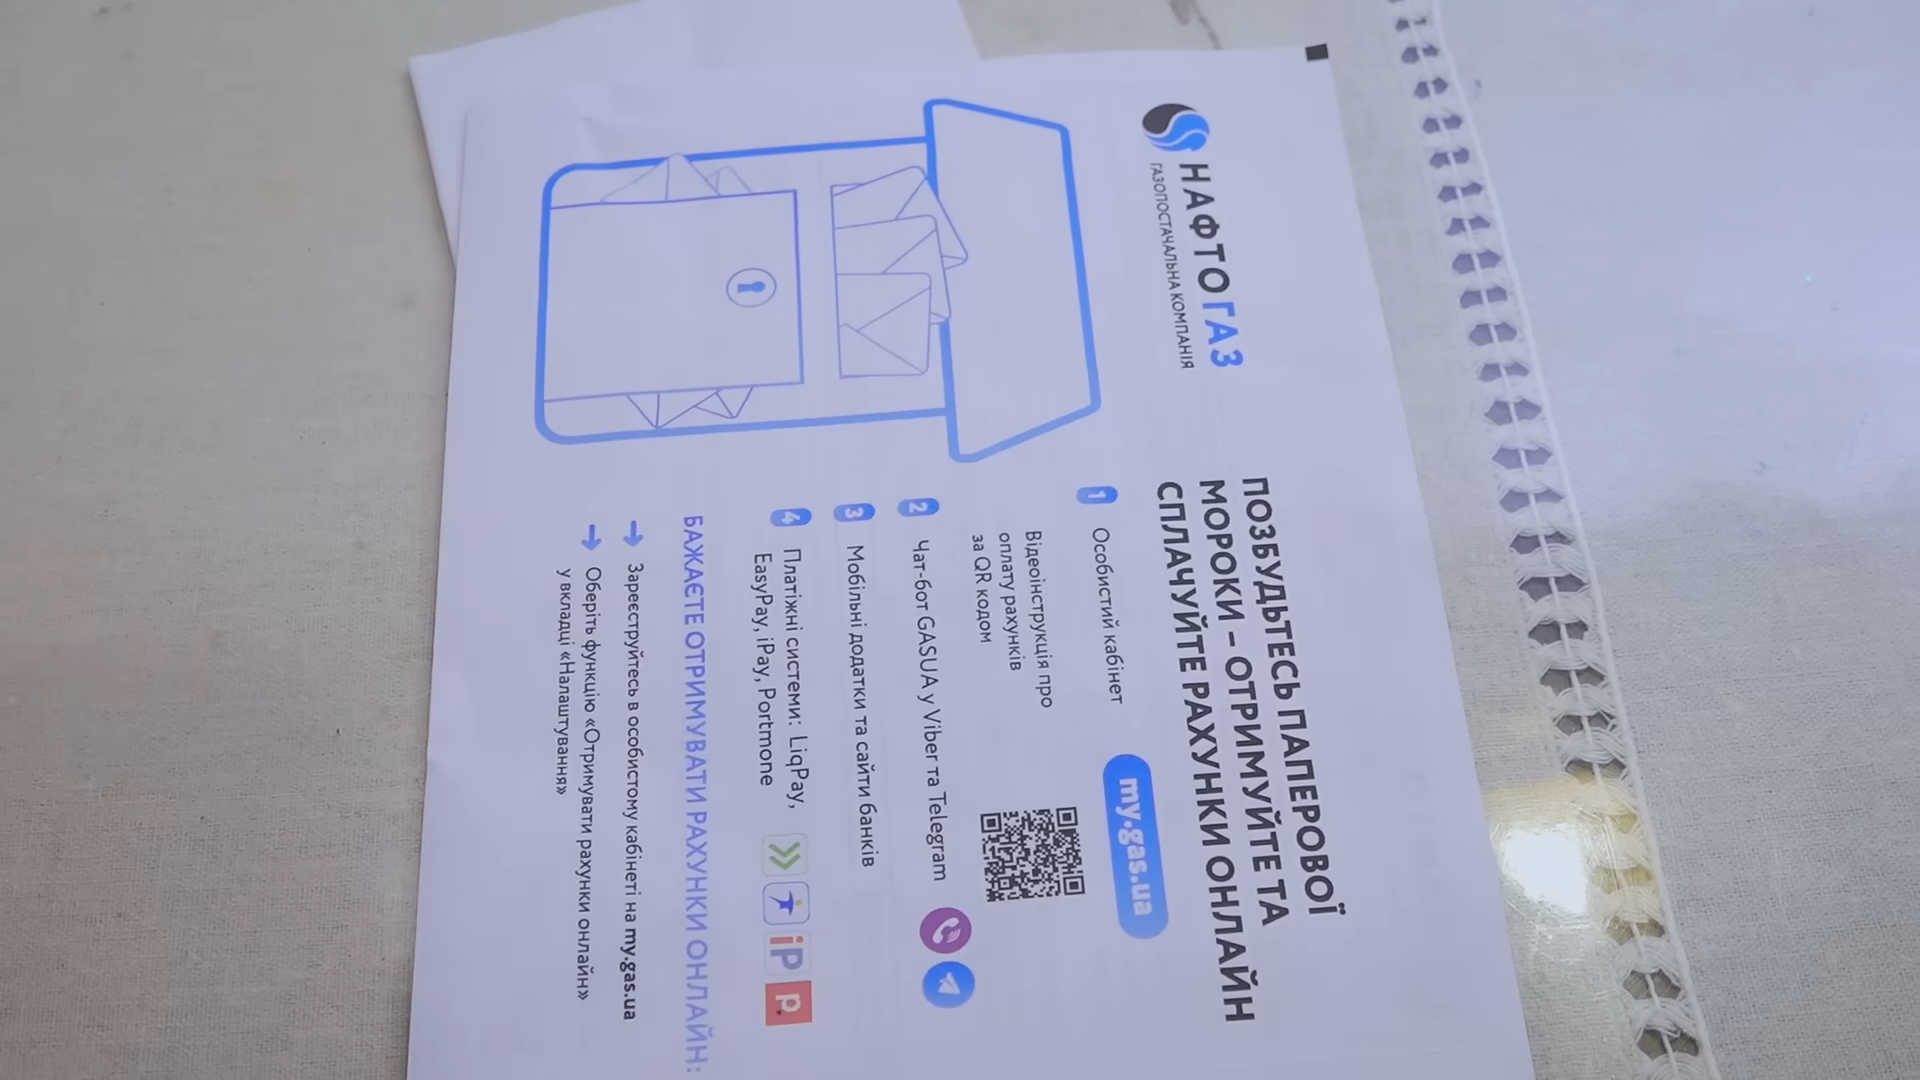 НАФТОГАЗ
ГАЗОПОСТАЧАЛЬНА КОМПАНІЯ
ПОЗБУДЬТЕСЬ ПАПЕРОВОЇ
МОРОКИ – ОТРИМУЙТЕ ТА
СПЛАЧУЙТЕ РАХУНКИ ОНЛАЙН
1 Особистий кабінет my.gas.ua
Відеоінструкція про
оплату рахунків
за QR кодом
2 Чат-бот GASUA у Viber та Telegram
3 Мобільні додатки та сайти банків
4 Платіжні системи: LiqPay,
EasyPay, iPay, Portmone
iP p.
БАЖАЄТЕ ОТРИМУВАТИ РАХУНКИ ОНЛАЙН:
Зареєструйтесь в особистому кабінеті на my.gas.ua
Оберіть функцію «Отримувати рахунки онлайн»
у вкладці «Налаштування»